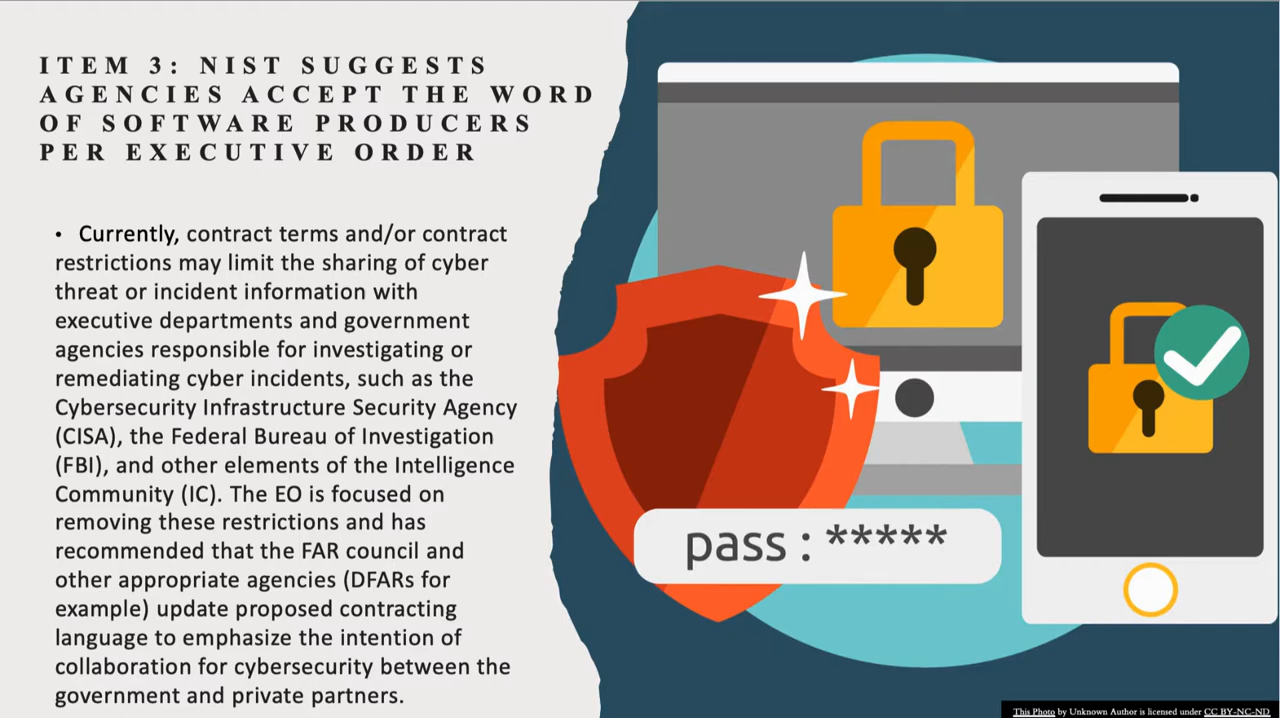 ITEM 3: NIST SUGGESTS
AGENCIES ACCEPT THE WORD
OF SOFTWARE PRODUCERS
PER EXECUTIVE ORDER
• Currently, contract terms and/or contract
restrictions may limit the sharing of cyber
threat or incident information with
executive departments and government
agencies responsible for investigating or
remediating cyber incidents, such as the
Cybersecurity Infrastructure Security Agency
(CISA), the Federal Bureau of Investigation
(FBI), and other elements of the Intelligence
Community (IC). The EO is focused on
removing these restrictions and has
recommended that the FAR council and
other appropriate agencies (DFARs for
example) update proposed contracting
language to emphasize the intention of
collaboration for cybersecurity between the
government and private partners.
pass : *****
This Photo by Unknown Author is licensed under CC BY-NC-ND